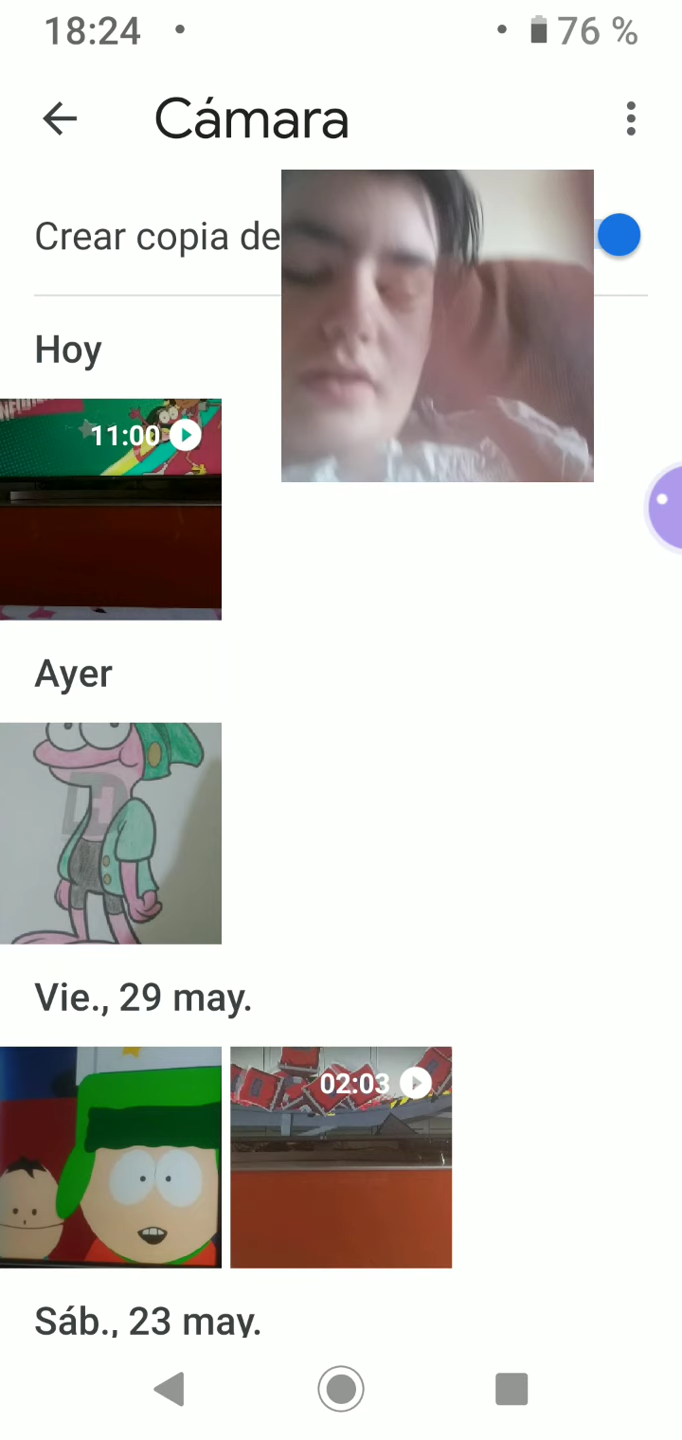 18:24
76 %
Cámara
Crear copia de
Hoy
11:00
Ayer
Vie., 29 may.
02:03
Sáb., 23 may.